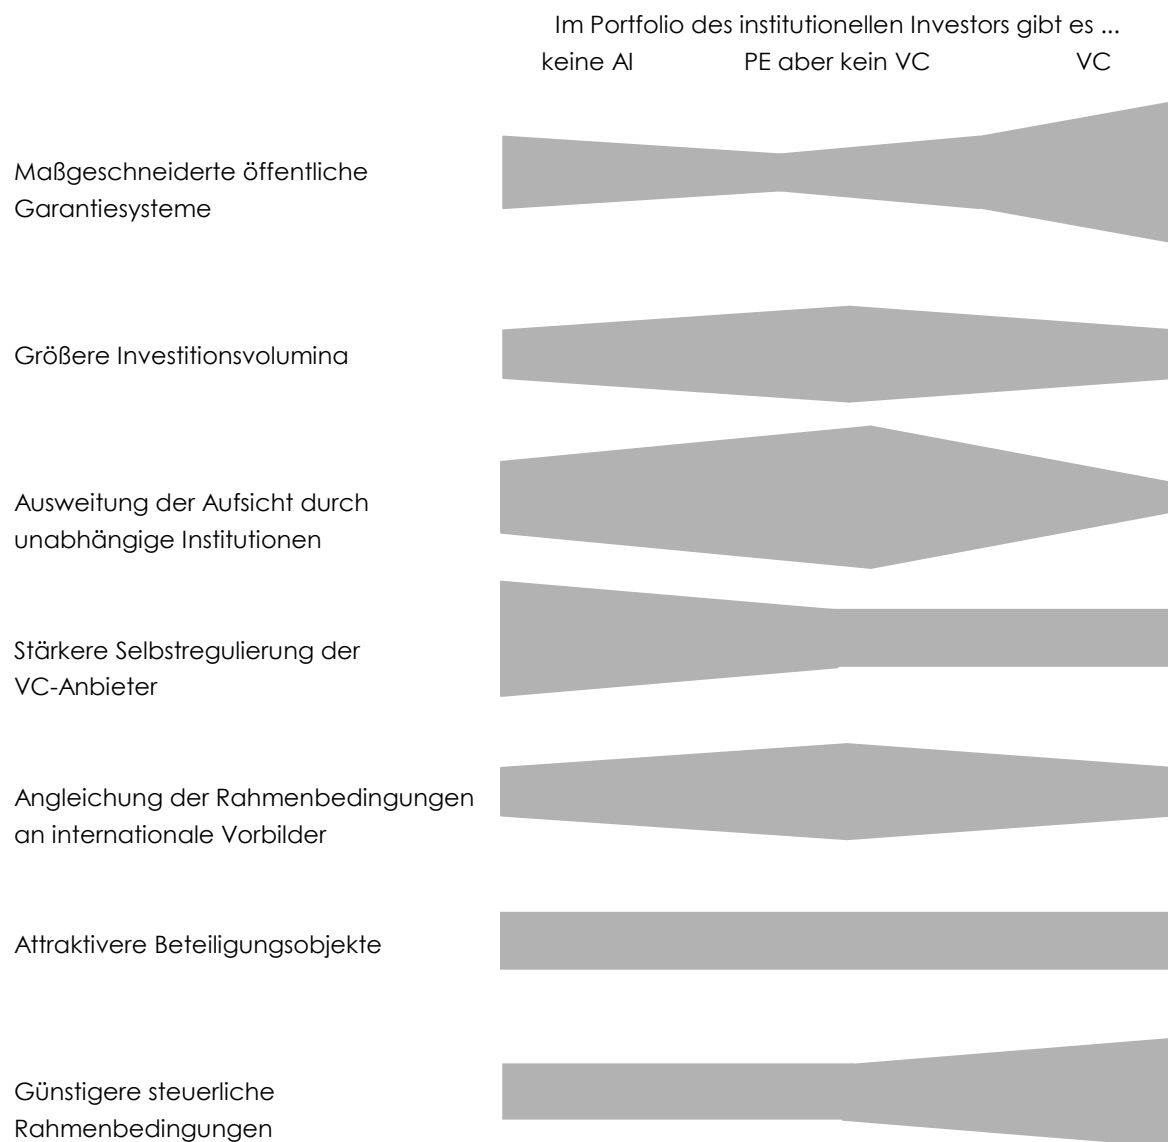 Im Portfolio des institutionellen Investors gibt es ...
keine AI PE aber kein VC VC
Maßgeschneiderte öffentliche
Garantiesysteme
Größere Investitionsvolumina
Ausweitung der Aufsicht durch
unabhängige Institutionen
Stärkere Selbstregulierung der
VC-Anbieter
Angleichung der Rahmenbedingungen
an internationale Vorbilder
Attraktivere Beteiligungsobjekte
Günstigere steuerliche
Rahmenbedingungen